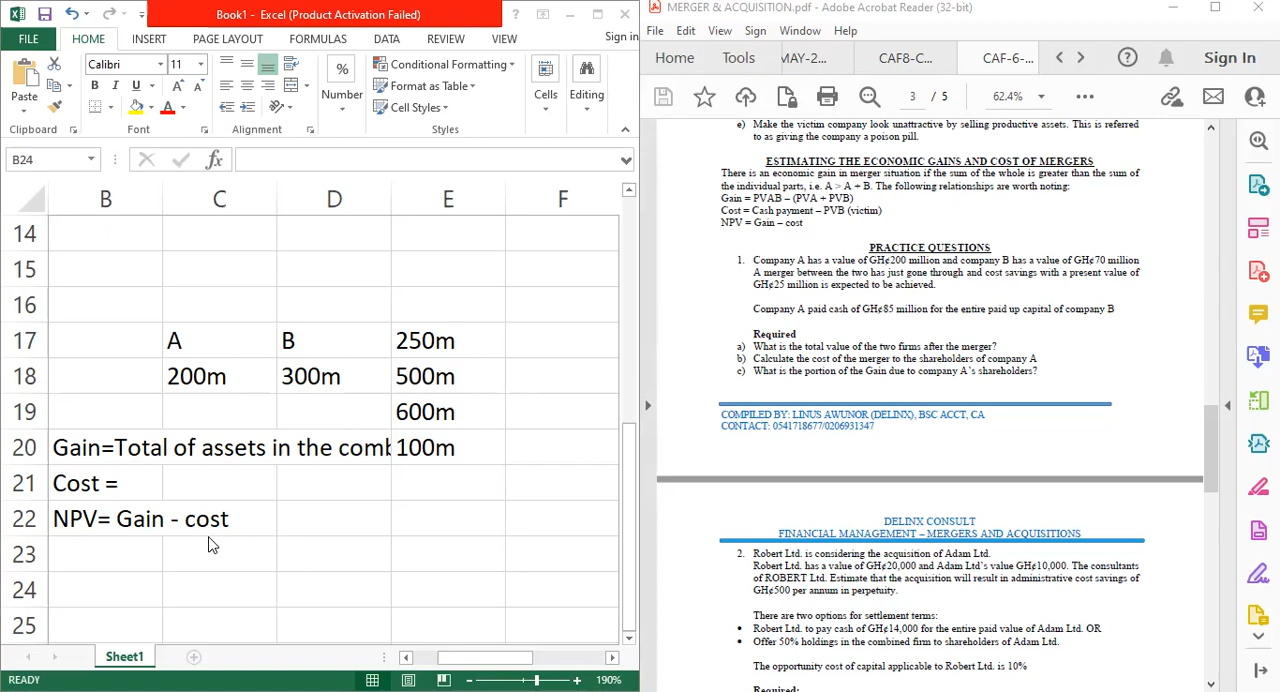 Book1 - Excel (Product Activation Failed)
FILE HOME INSERT PAGE LAYOUT FORMULAS DATA REVIEW VIEW Sign in
Paste
Calibri 11
B I U
A A
%
Number
Conditional Formatting
Format as Table
Cell Styles
Cells
Editing
Clipboard Font Alignment Styles
B24 fx
B C D E F
14
15
16
17 A B 250m
18 200m 300m 500m
19 600m
20 Gain=Total of assets in the comb 100m
21 Cost =
22 NPV= Gain - cost
23
24
25
Sheet1
READY 190%
MERGER & ACQUISITION.pdf - Adobe Acrobat Reader (32-bit)
File Edit View Sign Window Help
Home Tools MAY-2... CAF8-C... CAF-6-... Sign In
3 / 5 62.4%
e) Make the victim company look unattractive by selling productive assets. This is referred
to as giving the company a poison pill.
ESTIMATING THE ECONOMIC GAINS AND COST OF MERGERS
There is an economic gain in merger situation if the sum of the whole is greater than the sum of
the individual parts, i.e. A > A + B. The following relationships are worth noting:
Gain = PVAB – (PVA + PVB)
Cost = Cash payment – PVB (victim)
NPV = Gain – cost
PRACTICE QUESTIONS
1. Company A has a value of GH¢200 million and company B has a value of GH¢70 million
A merger between the two has just gone through and cost savings with a present value of
GH¢25 million is expected to be achieved.
Company A paid cash of GH¢85 million for the entire paid up capital of company B
Required
a) What is the total value of the two firms after the merger?
b) Calculate the cost of the merger to the shareholders of company A
c) What is the portion of the Gain due to company A’s shareholders?
COMPILED BY: LINUS AWUNOR (DELINX), BSC ACCT, CA
CONTACT: 0541718677/0206931347
DELINX CONSULT
FINANCIAL MANAGEMENT – MERGERS AND ACQUISITIONS
2. Robert Ltd. is considering the acquisition of Adam Ltd.
Robert Ltd. has a value of GH¢20,000 and Adam Ltd’s value GH¢10,000. The consultants
of ROBERT Ltd. Estimate that the acquisition will result in administrative cost savings of
GH¢500 per annum in perpetuity.
There are two options for settlement terms:
• Robert Ltd. to pay cash of GH¢14,000 for the entire paid value of Adam Ltd. OR
• Offer 50% holdings in the combined firm to shareholders of Adam Ltd.
The opportunity cost of capital applicable to Robert Ltd. is 10%
Required: